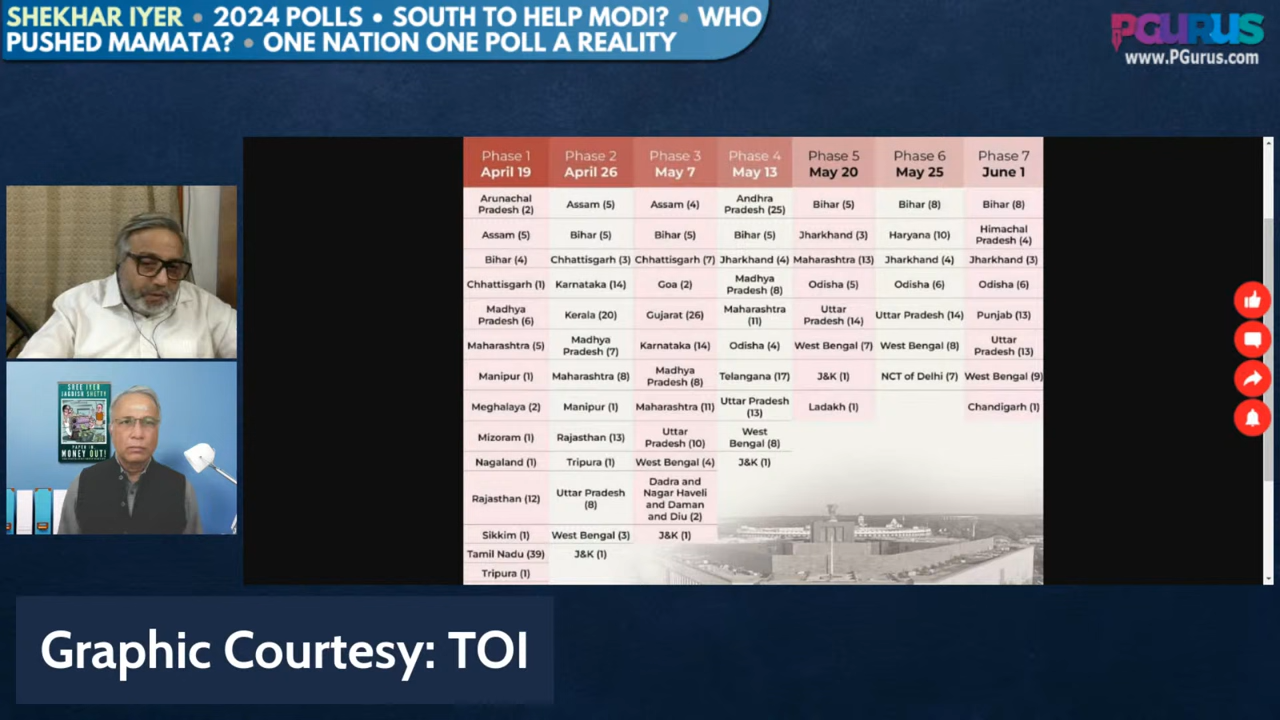 SHEKHAR IYER • 2024 POLLS • SOUTH TO HELP MODI? • WHO
PUSHED MAMATA? • ONE NATION ONE POLL A REALITY
PGURUS
www.PGurus.com
Phase 1
April 19
Arunachal
Pradesh (2)
Assam (5)
Bihar (4)
Chhattisgarh (1)
Madhya
Pradesh (6)
Maharashtra (5)
Manipur (1)
Meghalaya (2)
Mizoram (1)
Nagaland (1)
Rajasthan (12)
Sikkim (1)
Tamil Nadu (39)
Tripura (1)
Phase 2
April 26
Assam (5)
Bihar (5)
Chhattisgarh (3)
Karnataka (14)
Kerala (20)
Madhya
Pradesh (7)
Maharashtra (8)
Manipur (1)
Rajasthan (13)
Tripura (1)
Uttar Pradesh
(8)
West Bengal (3)
J&K (1)
Phase 3
May 7
Assam (4)
Bihar (5)
Chhattisgarh (7)
Goa (2)
Gujarat (26)
Karnataka (14)
Madhya
Pradesh (8)
Maharashtra (11)
Uttar
Pradesh (10)
West Bengal (4)
Dadra and
Nagar Haveli
and Daman
and Diu (2)
J&K (1)
Phase 4
May 13
Andhra
Pradesh (25)
Bihar (5)
Jharkhand (4)
Madhya
Pradesh (8)
Maharashtra
(11)
Odisha (4)
Telangana (17)
Uttar Pradesh
(13)
West
Bengal (8)
J&K (1)
Phase 5
May 20
Bihar (5)
Jharkhand (3)
Maharashtra (13)
Odisha (5)
Uttar
Pradesh (14)
West Bengal (7)
J&K (1)
Ladakh (1)
Phase 6
May 25
Bihar (8)
Haryana (10)
Jharkhand (4)
Odisha (6)
Uttar Pradesh (14)
West Bengal (8)
NCT of Delhi (7)
Phase 7
June 1
Bihar (8)
Himachal
Pradesh (4)
Jharkhand (3)
Odisha (6)
Punjab (13)
Uttar
Pradesh (13)
West Bengal (9)
Chandigarh (1)
SREE IYER
JAGDISH SHETTY
MONEY OUT!
Graphic Courtesy: TOI